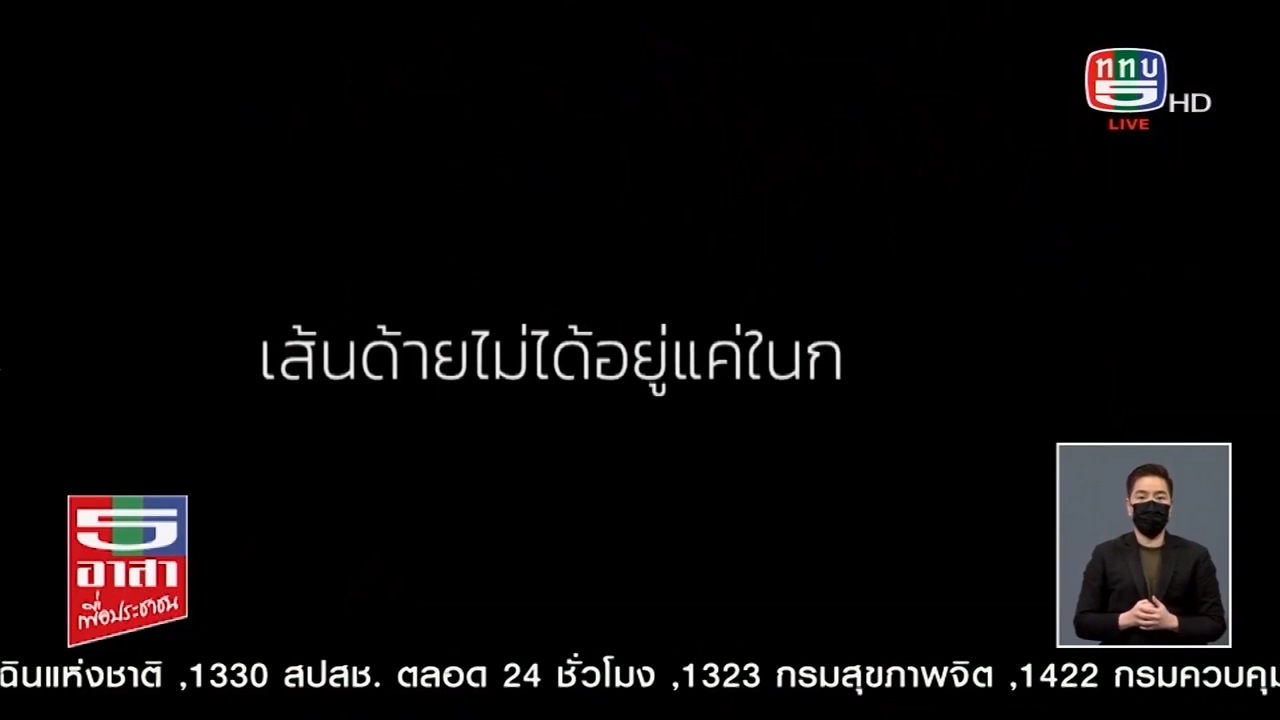 ททบ
5 HD
LIVE
เส้นด้ายไม่ได้อยู่แค่ในก
5
อาสา
เพื่อประชาชน
ฉินแห่งชาติ ,1330 สปสช. ตลอด 24 ชั่วโมง ,1323 กรมสุขภาพจิต ,1422 กรมควบคุม